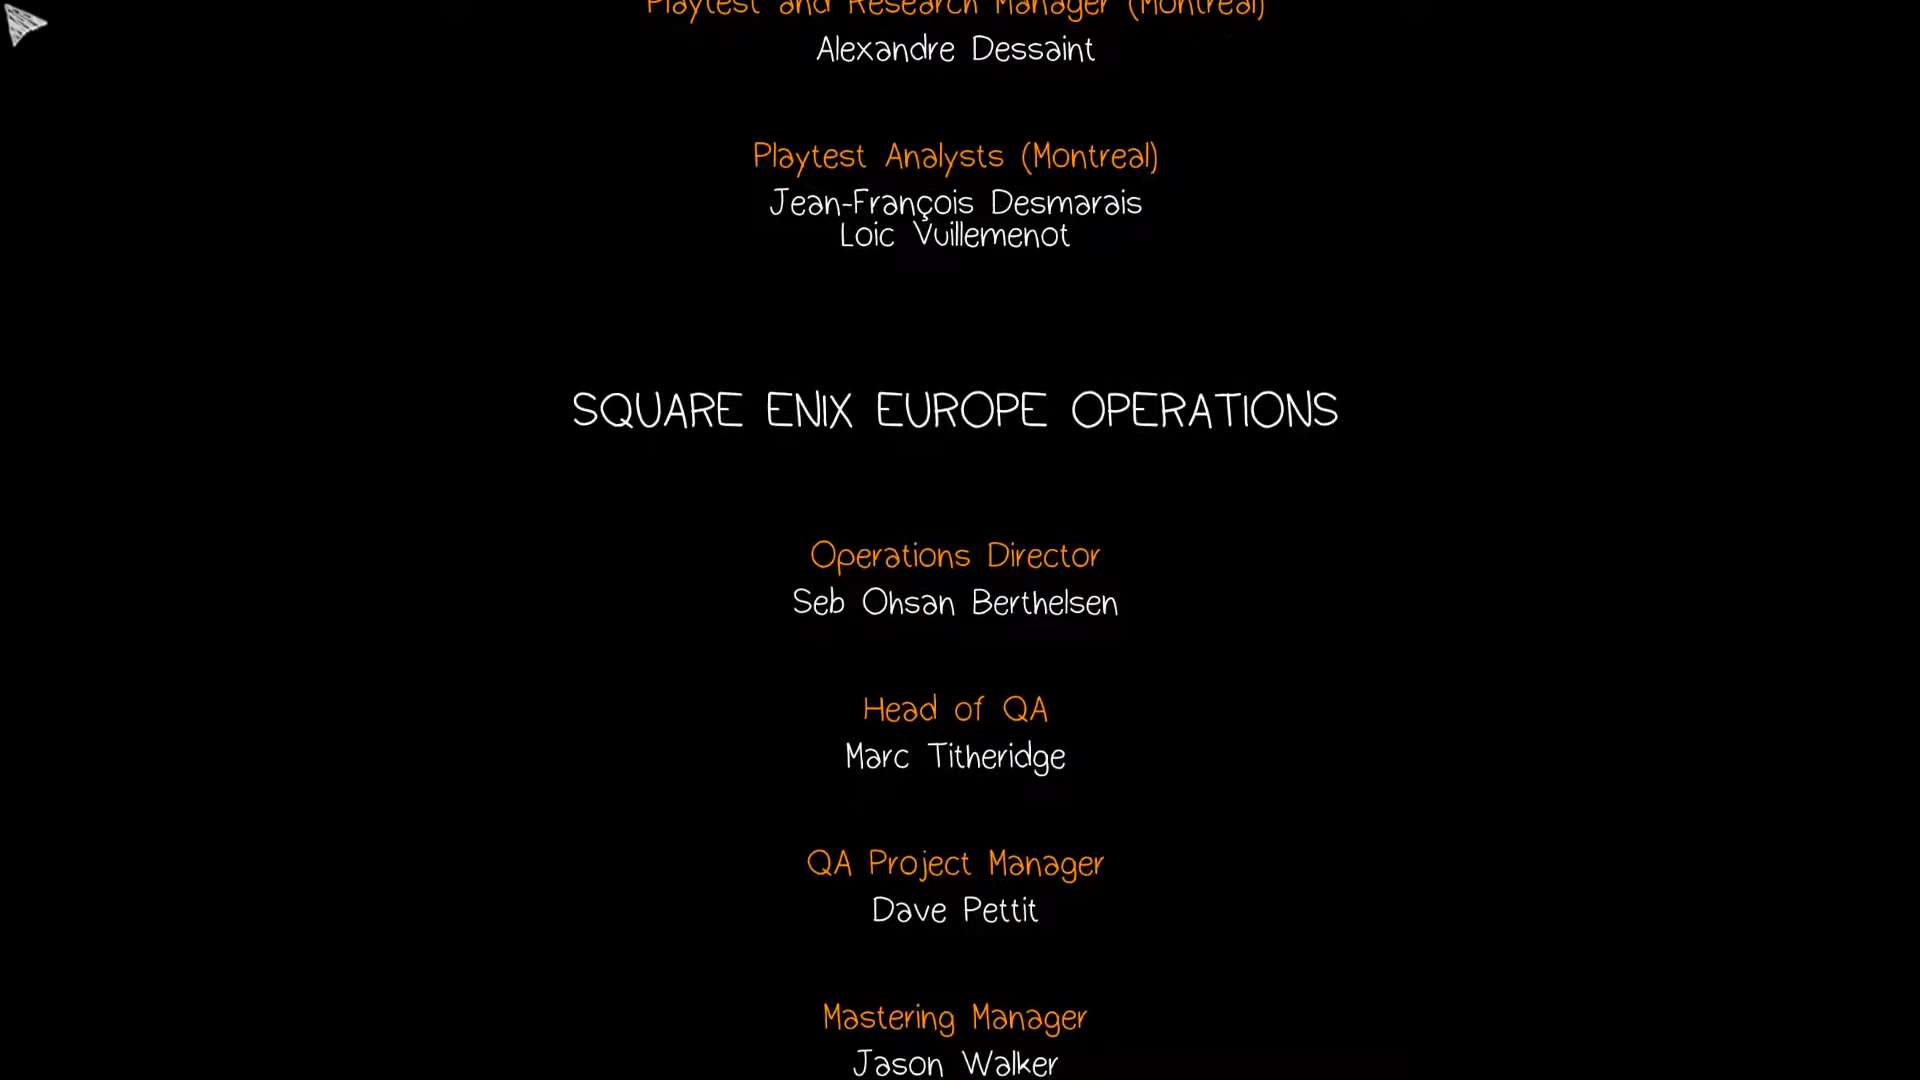 Playtest and Research Manager (Montreal)
Alexandre Dessaint
Playtest Analysts (Montreal)
Jean-François Desmarais
Loic Vuillemenot
SQUARE ENIX EUROPE OPERATIONS
Operations Director
Seb Ohsan Berthelsen
Head of QA
Marc Titheridge
QA Project Manager
Dave Pettit
Mastering Manager
Jason Walker